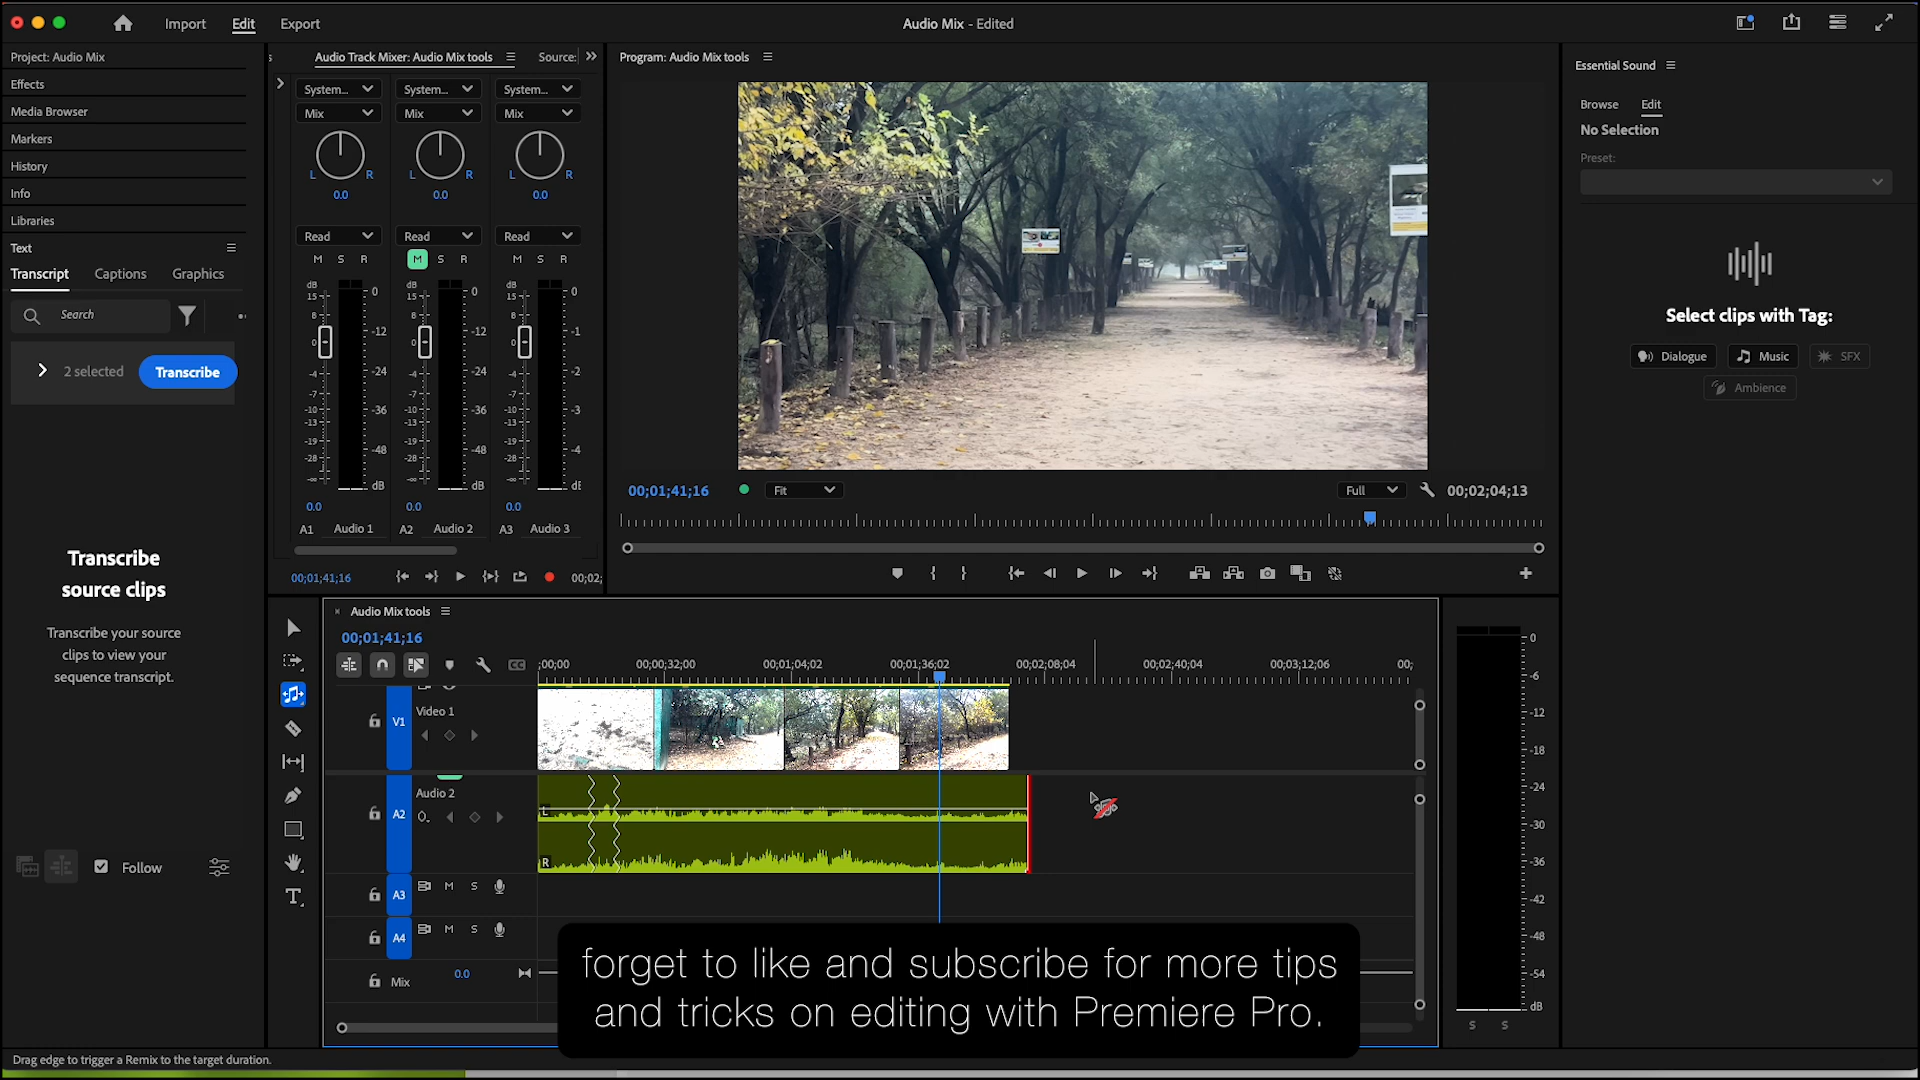 Import
Edit
Export
Audio Mix - Edited
Project: Audio Mix
Effects
Media Browser
Markers
History
Info
Libraries
Text
Transcript Captions Graphics
Search
2 selected Transcribe
Transcribe
source clips
Transcribe your source
clips to view your
sequence transcript.
Follow
Audio Track Mixer: Audio Mix tools
Source:
System... System... System...
Mix Mix Mix
L R L R L R
0.0 0.0 0.0
Read Read Read
M S R M S R M S R
dB dB dB
15 0 15 0 15 0
8 8 8
-12 -12 -1
0 0 0
-4 -24 -4 -24 -4 -2
-7 -7 -7
-10 -36 -10 -36 -10 -3
-13 -13 -13
-19 -48 -19 -48 -19 -4
-28 -28 -28
-∞ dB -∞ dB -∞ dB
0.0 0.0 0.0
A1 Audio 1 A2 Audio 2 A3 Audio 3
00;01;41;16
00;02;
Program: Audio Mix tools
00;01;41;16
Fit
Full
00;02;04;13
Essential Sound
Browse Edit
No Selection
Preset:
Select clips with Tag:
Dialogue Music SFX
Ambience
Audio Mix tools
00;01;41;16
;00;00 00;00;32;00 00;01;04;02 00;01;36;02 00;02;08;04 00;02;40;04 00;03;12;06 00;
V1 Video 1
A2 Audio 2
L
R
A3 M S
A4 M S
Mix 0.0
0
-6
-12
-18
-24
-30
-36
-42
-48
-54
dB
S S
forget to like and subscribe for more tips
and tricks on editing with Premiere Pro.
Drag edge to trigger a Remix to the target duration.